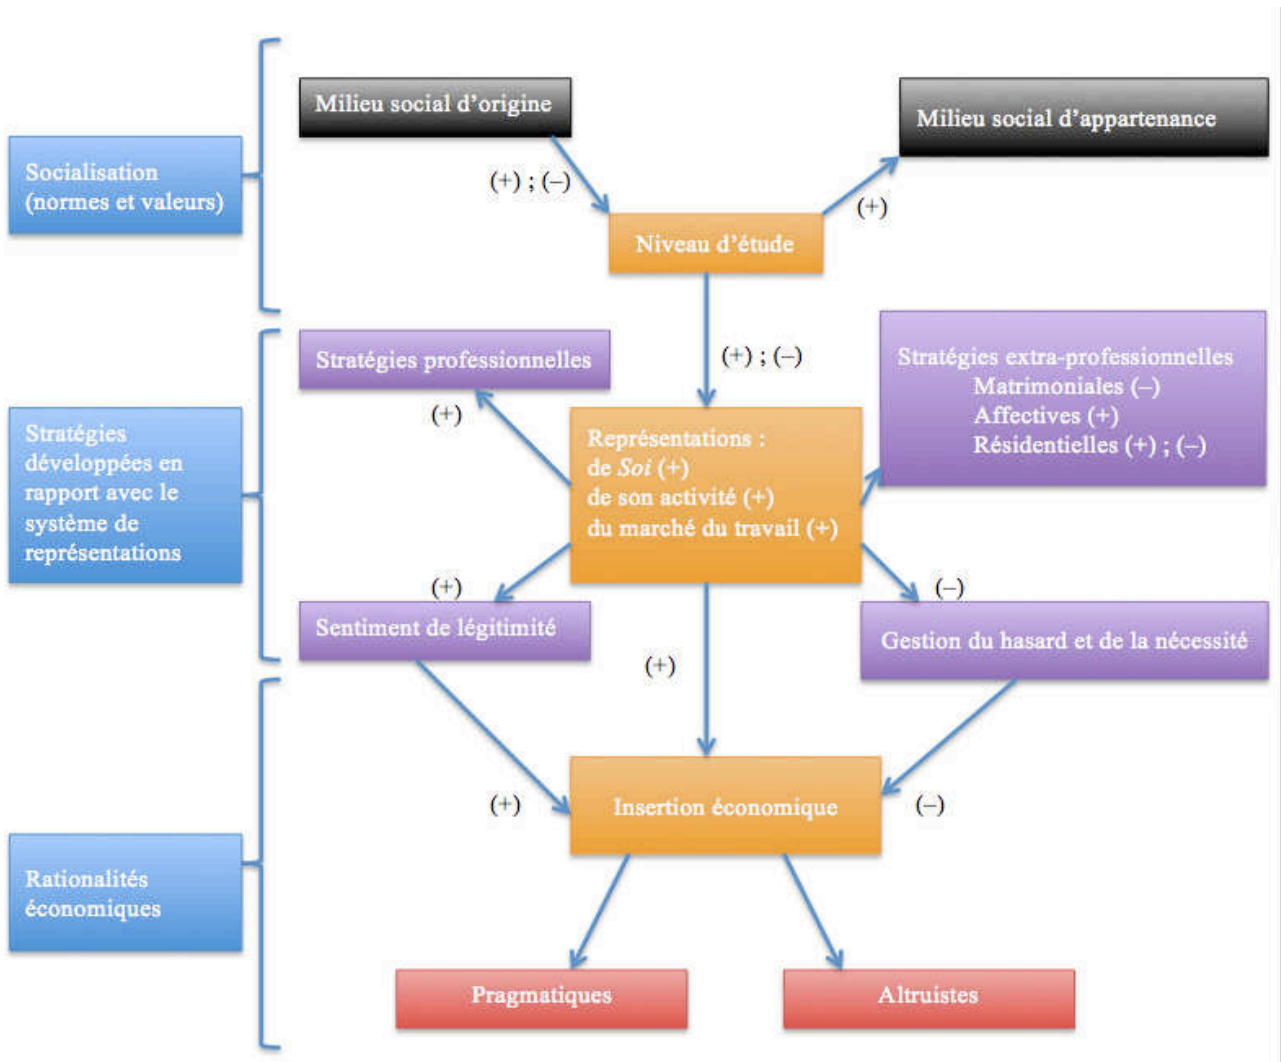 Milieu social d'origine
Milieu social d'appartenance
Socialisation
(normes et valeurs)
(+) ; (–)
(+)
Niveau d'étude
Stratégies professionnelles
(+) ; (–)
Stratégies extra-professionnelles
Matrimoniales (–)
Affectives (+)
Résidentielles (+) ; (–)
(+)
Stratégies
développées en
rapport avec le
système de
représentations
Représentations :
de Soi (+)
de son activité (+)
du marché du travail (+)
(+)
(–)
Sentiment de légitimité
Gestion du hasard et de la nécessité
(+)
(+)
Insertion économique
(–)
Rationalités
économiques
Pragmatiques
Altruistes